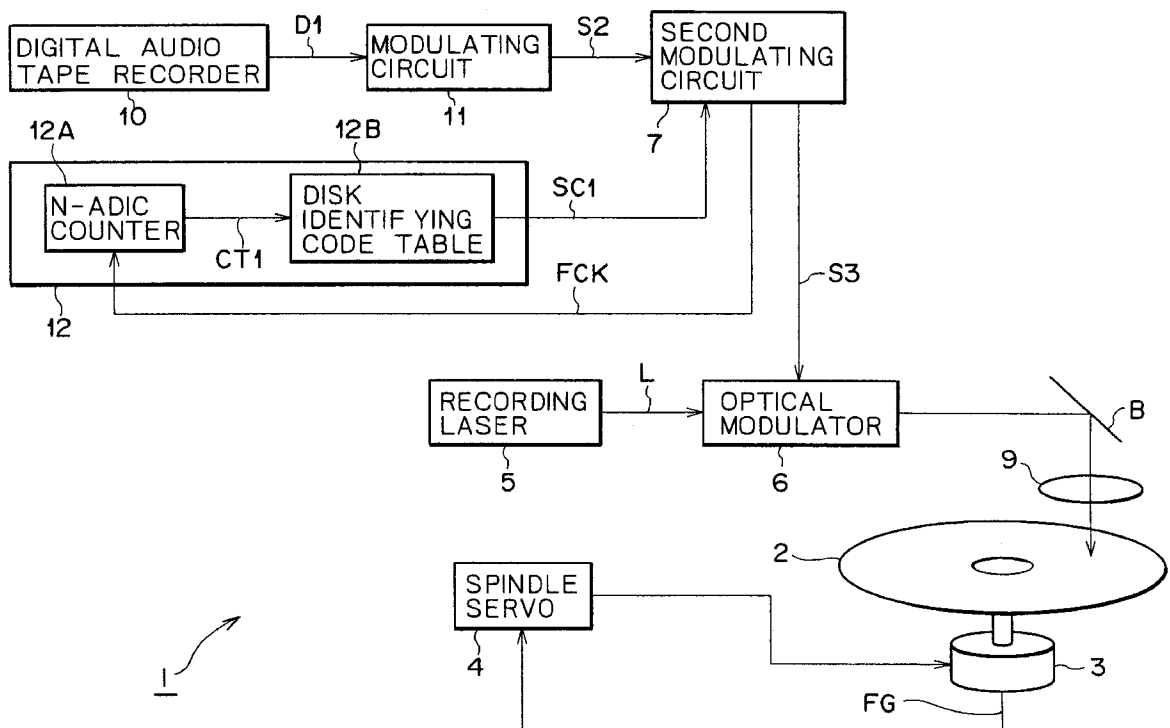 D1
S2
DIGITAL AUDIO
TAPE RECORDER
MODULATING
CIRCUIT
SECOND
MODULATING
CIRCUIT
10
11
7
12A
12B
N-ADIC
COUNTER
DISK
IDENTIFYING
CODE TABLE
SC1
CT1
FCK
S3
12
L
RECORDING
LASER
OPTICAL
MODULATOR
B
5
6
9
2
SPINDLE
SERVO
4
3
1
FG